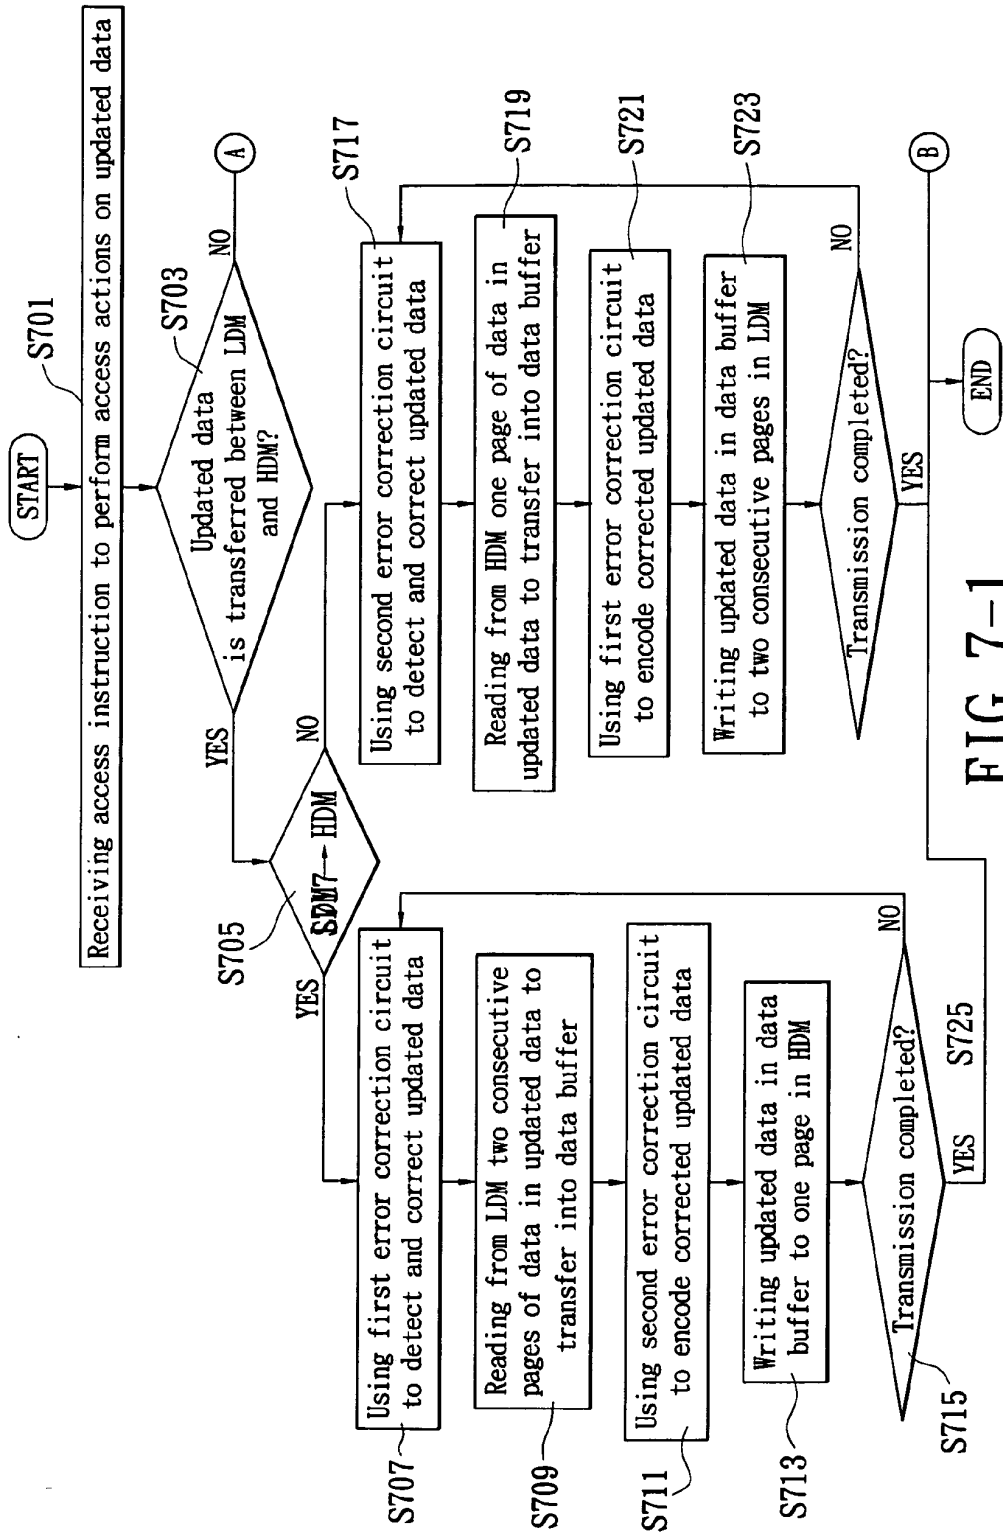 START
S701
Receiving access instruction to perform access actions on updated data
S703
Updated data
is transferred between LDM
and HDM?
YES
NO
A
S705
HDM
YES
NO
S707
Using first error correction circuit
to detect and correct updated data
S709
Reading from LDM two consecutive
pages of data in updated data to
transfer into data buffer
S711
Using second error correction circuit
to encode corrected updated data
S713
Writing updated data in data
buffer to one page in HDM
S715
Transmission completed?
NO
YES
S725
S717
Using second error correction circuit
to detect and correct updated data
S719
Reading from HDM one page of data in
updated data to transfer into data buffer
S721
Using first error correction circuit
to encode corrected updated data
S723
Writing updated data in data buffer
to two consecutive pages in LDM
Transmission completed?
NO
YES
B
END
FIG 7-1